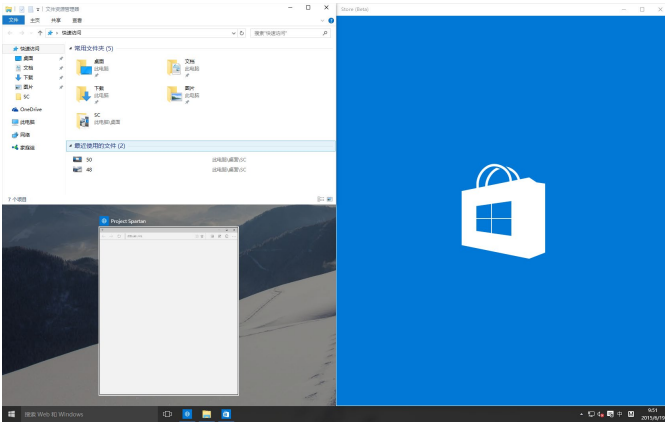 文件资源管理器
文件 主页 共享 查看
快速访问
搜索"快速访问"
快速访问
桌面
文档
下载
图片
SC
OneDrive
此电脑
网络
家庭组
常用文件夹 (5)
桌面
此电脑
文档
此电脑
下载
此电脑
图片
此电脑
SC
此电脑\桌面
最近使用的文件 (2)
50 此电脑\桌面\SC
48 此电脑\桌面\SC
7 个项目
Store (Beta)
Project Spartan
搜索 Web 和 Windows
中 M
9:51
2015/6/19